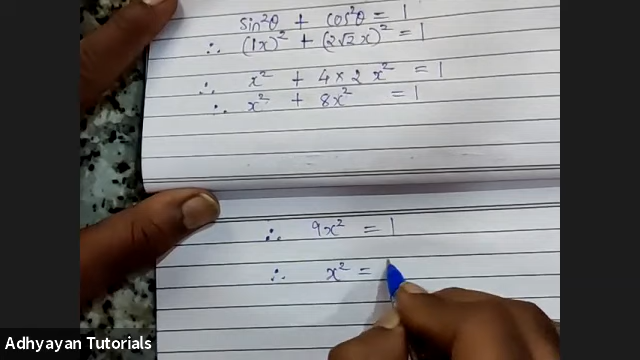 sin²θ + cos²θ = 1
∴ (1x)² + (2√2x)² = 1
∴ x² + 4 × 2 x² = 1
∴ x² + 8x² = 1
∴ 9x² = 1
∴ x² =
Adhyayan Tutorials